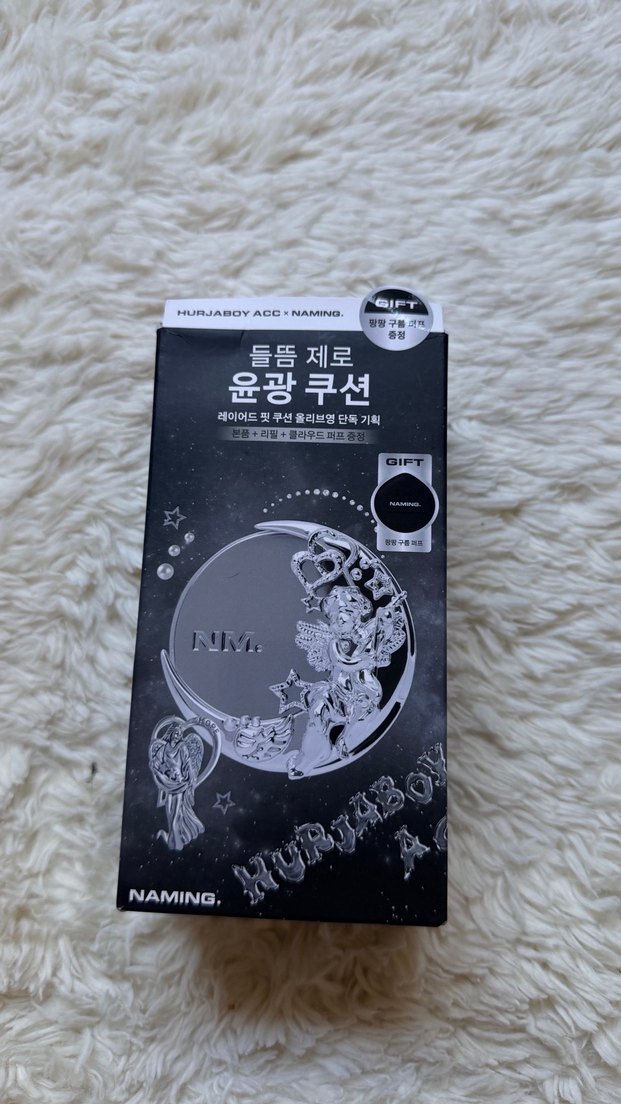 HURJABOY ACC × NAMING.
GIFT
팡팡 구름 퍼프
증정
들뜸 제로
윤광 쿠션
레이어드 핏 쿠션 올리브영 단독 기획
본품 + 리필 + 클라우드 퍼프 증정
GIFT
NAMING.
팡팡 구름 퍼프
NM.
HURJABOY
AC
NAMING.